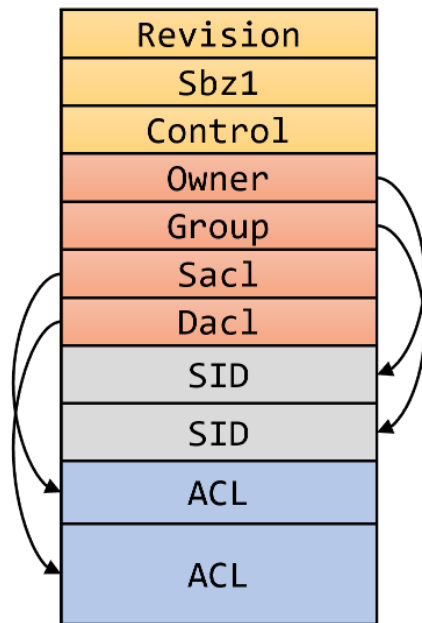 Revision
Sbz1
Control
Owner
Group
Sacl
Dacl
SID
SID
ACL
ACL